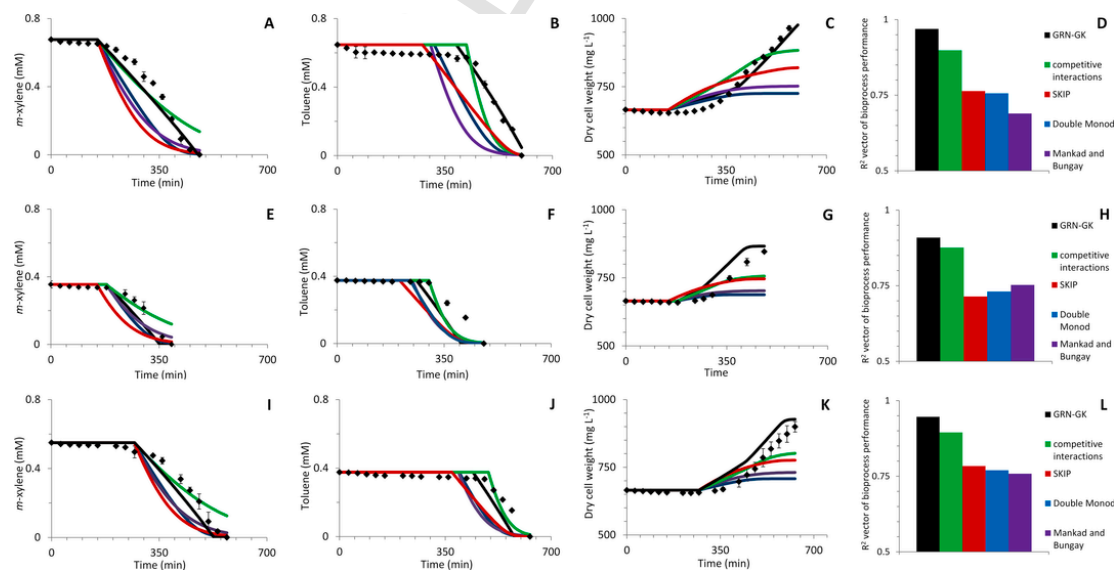 0.8
0.4
0
m-xylene (mM)
A
0
350
700
Time (min)
0.8
0.4
0
Toluene (mM)
B
0
350
700
Time (min)
1000
750
500
Dry cell weight (mg L⁻¹)
C
0
350
700
Time (min)
1
0.75
0.5
R² vector of bioprocess performance
D
GRN-GK
competitive
interactions
SKIP
Double Monod
Mankad and
Bungay
0.8
0.4
0
m-xylene (mM)
E
0
350
700
Time (min)
0.8
0.4
0
Toluene (mM)
F
0
350
700
Time (min)
1000
750
500
Dry cell weight (mg L⁻¹)
G
0
350
700
Time
1
0.75
0.5
R² vector of bioprocess performance
H
GRN-GK
competitive
interactions
SKIP
Double
Monod
Mankad and
Bungay
0.8
0.4
0
m-xylene (mM)
I
0
350
700
Time (min)
0.8
0.4
0
Toluene (mM)
J
0
350
700
Time (min)
1000
750
500
Dry cell weight (mg L⁻¹)
K
0
350
700
Time (min)
1
0.75
0.5
R² vector of bioprocess performance
L
GRN-GK
competitive
interactions
SKIP
Double Monod
Mankad and
Bungay